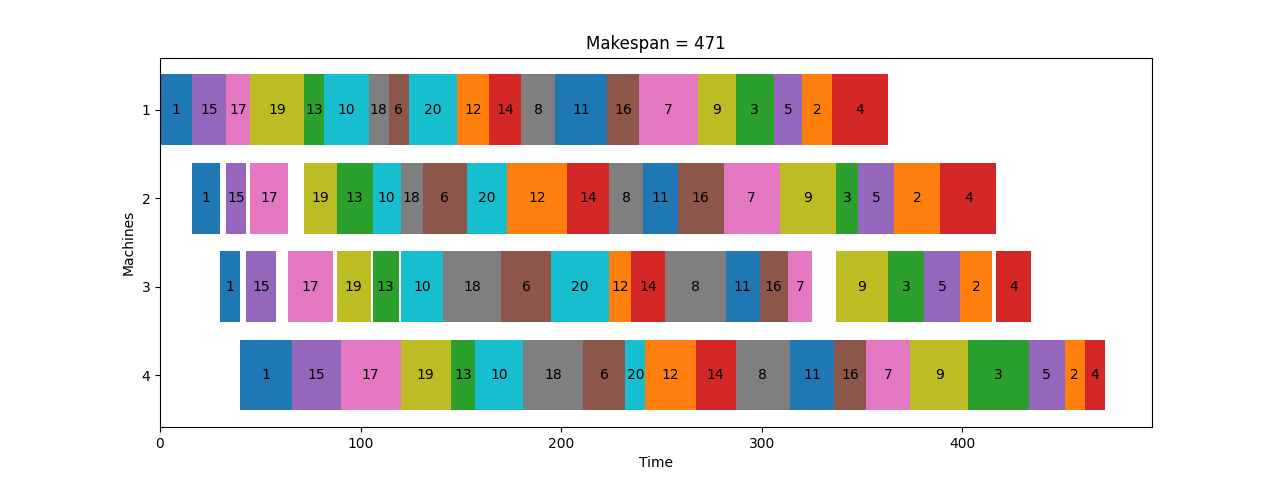 Makespan = 471
1 1 15 17 19 13 10 18 6 20 12 14 8 11 16 7 9 3 5 2 4
2 1 15 17 19 13 10 18 6 20 12 14 8 11 16 7 9 3 5 2 4
3 1 15 17 19 13 10 18 6 20 12 14 8 11 16 7 9 3 5 2 4
4 1 15 17 19 13 10 18 6 20 12 14 8 11 16 7 9 3 5 2 4
Machines
0 100 200 300 400
Time